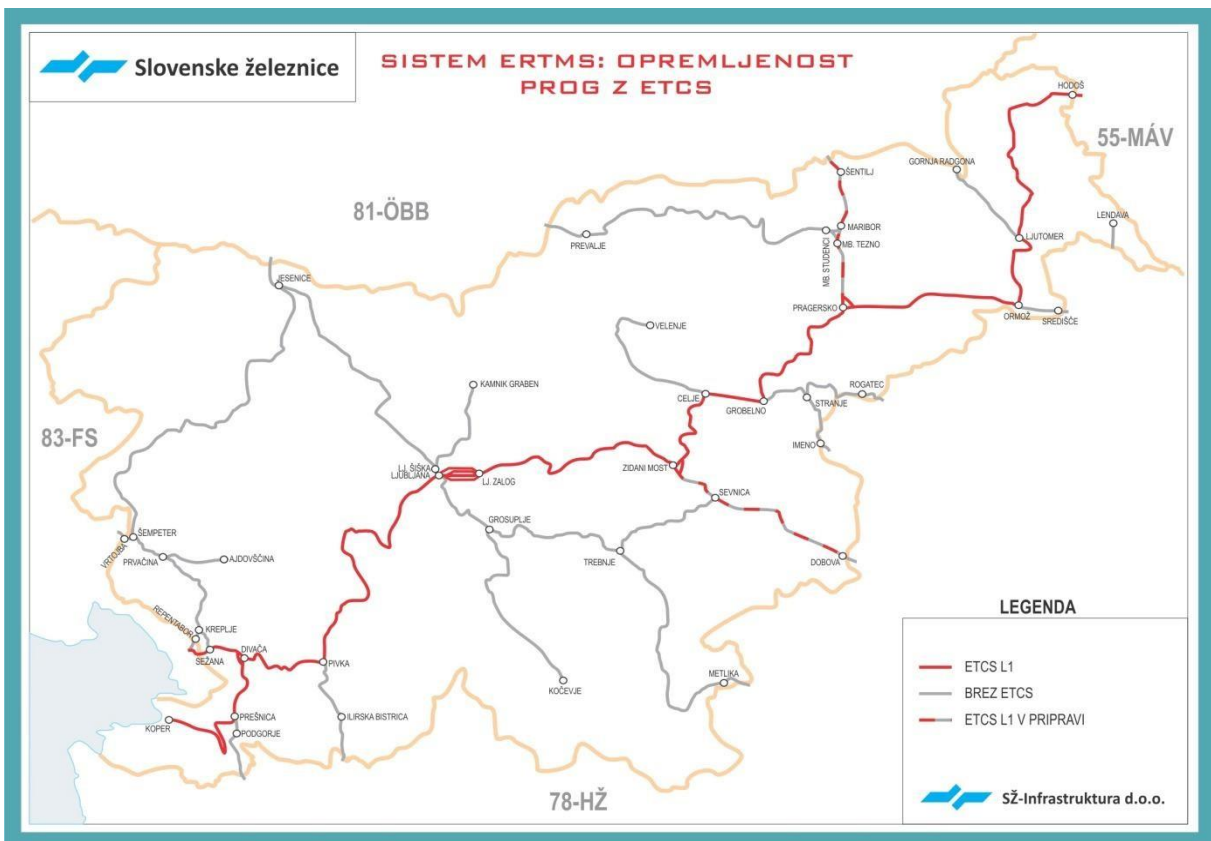 Slovenske železnice
SISTEM ERTMS: OPREMLJENOST
PROG Z ETCS
HODOŠ
55-MÁV
GORNJA RADGONA
ŠENTILJ
81-ÖBB
LENDAVA
MARIBOR
PREVALJE
LJUTOMER
MB. TEZNO
MB. STUDENCI
JESENICE
PRAGERSKO
ORMOŽ
SREDIŠČE
VELENJE
KAMNIK GRABEN
ROGATEC
CELJE
STRANJE
GROBELNO
83-FS
IMENO
LJ. ŠIŠKA
LJUBLJANA
LJ. ZALOG
ZIDANI MOST
SEVNICA
GROSUPLJE
ŠEMPETER
VRTOJBA
PRVAČINA
AJDOVŠČINA
TREBNJE
DOBOVA
REPENTABOR
KREPLJE
SEŽANA
DIVAČA
PIVKA
METLIKA
KOČEVJE
PREŠNICA
KOPER
PODGORJE
ILIRSKA BISTRICA
78-HŽ
LEGENDA
ETCS L1
BREZ ETCS
ETCS L1 V PRIPRAVI
SŽ-Infrastruktura d.o.o.